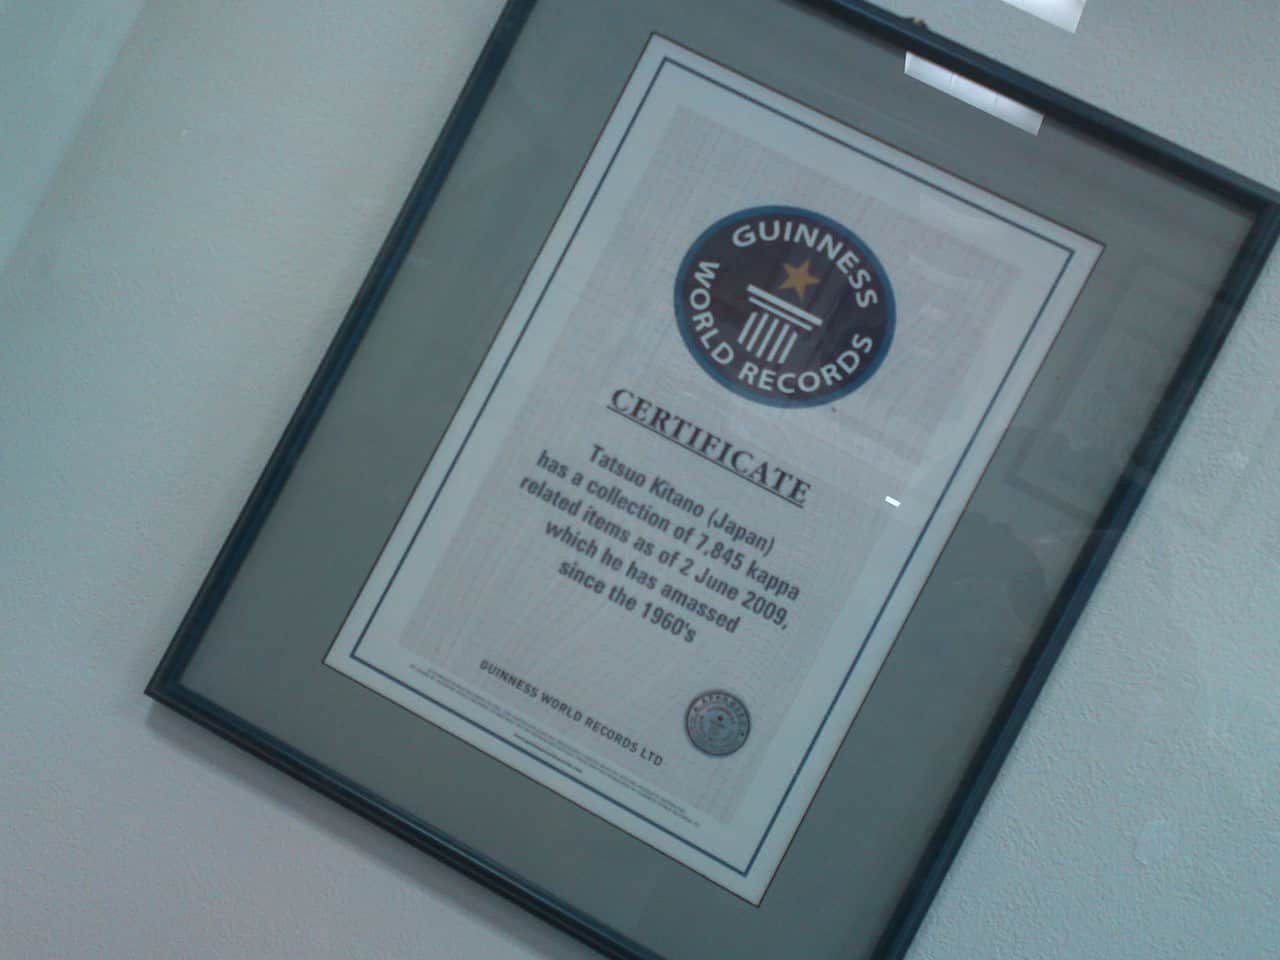 GUINNESS
WORLD RECORDS
CERTIFICATE
Tatsuo Kitano (Japan)
has a collection of 7,845 kappa
related items as of 2 June 2009,
which he has amassed
since the 1960's
GUINNESS WORLD RECORDS LTD
APPROVED